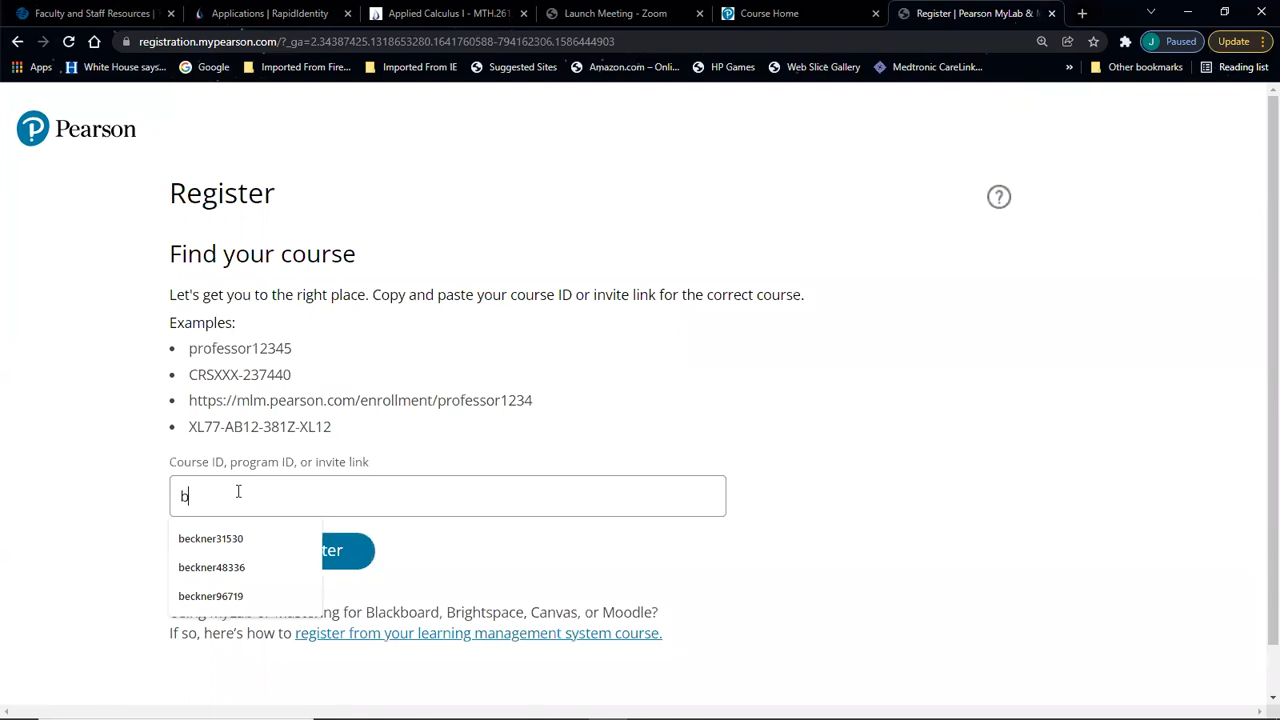 Faculty and Staff Resources | T
Applications | RapidIdentity
Applied Calculus I - MTH.261
Launch Meeting - Zoom
Course Home
Register | Pearson MyLab & M
registration.mypearson.com/?_ga=2.34387425.1318653280.1641760588-794162306.1586444903
J Paused
Update
Apps
White House says...
Google
Imported From Fire...
Imported From IE
Suggested Sites
Amazon.com – Onli...
HP Games
Web Slice Gallery
Medtronic CareLink...
»
Other bookmarks
Reading list
Pearson
Register
?
Find your course
Let's get you to the right place. Copy and paste your course ID or invite link for the correct course.
Examples:
• professor12345
• CRSXXX-237440
• https://mlm.pearson.com/enrollment/professor1234
• XL77-AB12-381Z-XL12
Course ID, program ID, or invite link
b
beckner31530
ter
beckner48336
beckner96719
ng for Blackboard, Brightspace, Canvas, or Moodle?
If so, here's how to register from your learning management system course.